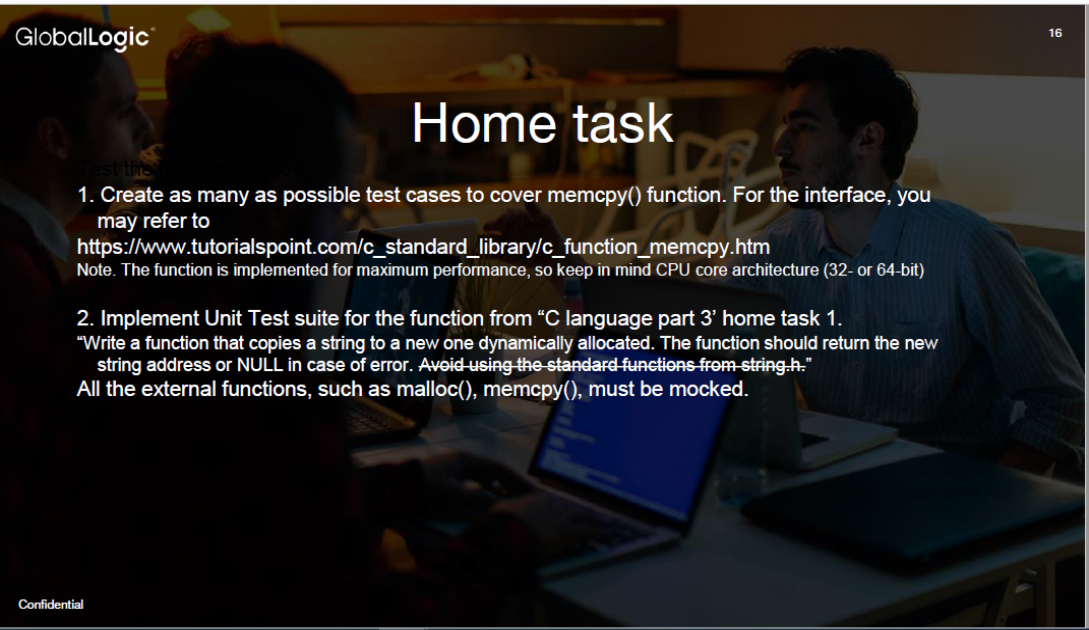 GlobalLogic
16
Home task
Test the
1. Create as many as possible test cases to cover memcpy() function. For the interface, you
may refer to
https://www.tutorialspoint.com/c_standard_library/c_function_memcpy.htm
Note. The function is implemented for maximum performance, so keep in mind CPU core architecture (32- or 64-bit)
2. Implement Unit Test suite for the function from “C language part 3’ home task 1.
“Write a function that copies a string to a new one dynamically allocated. The function should return the new
string address or NULL in case of error. Avoid using the standard functions from string.h.”
All the external functions, such as malloc(), memcpy(), must be mocked.
Confidential